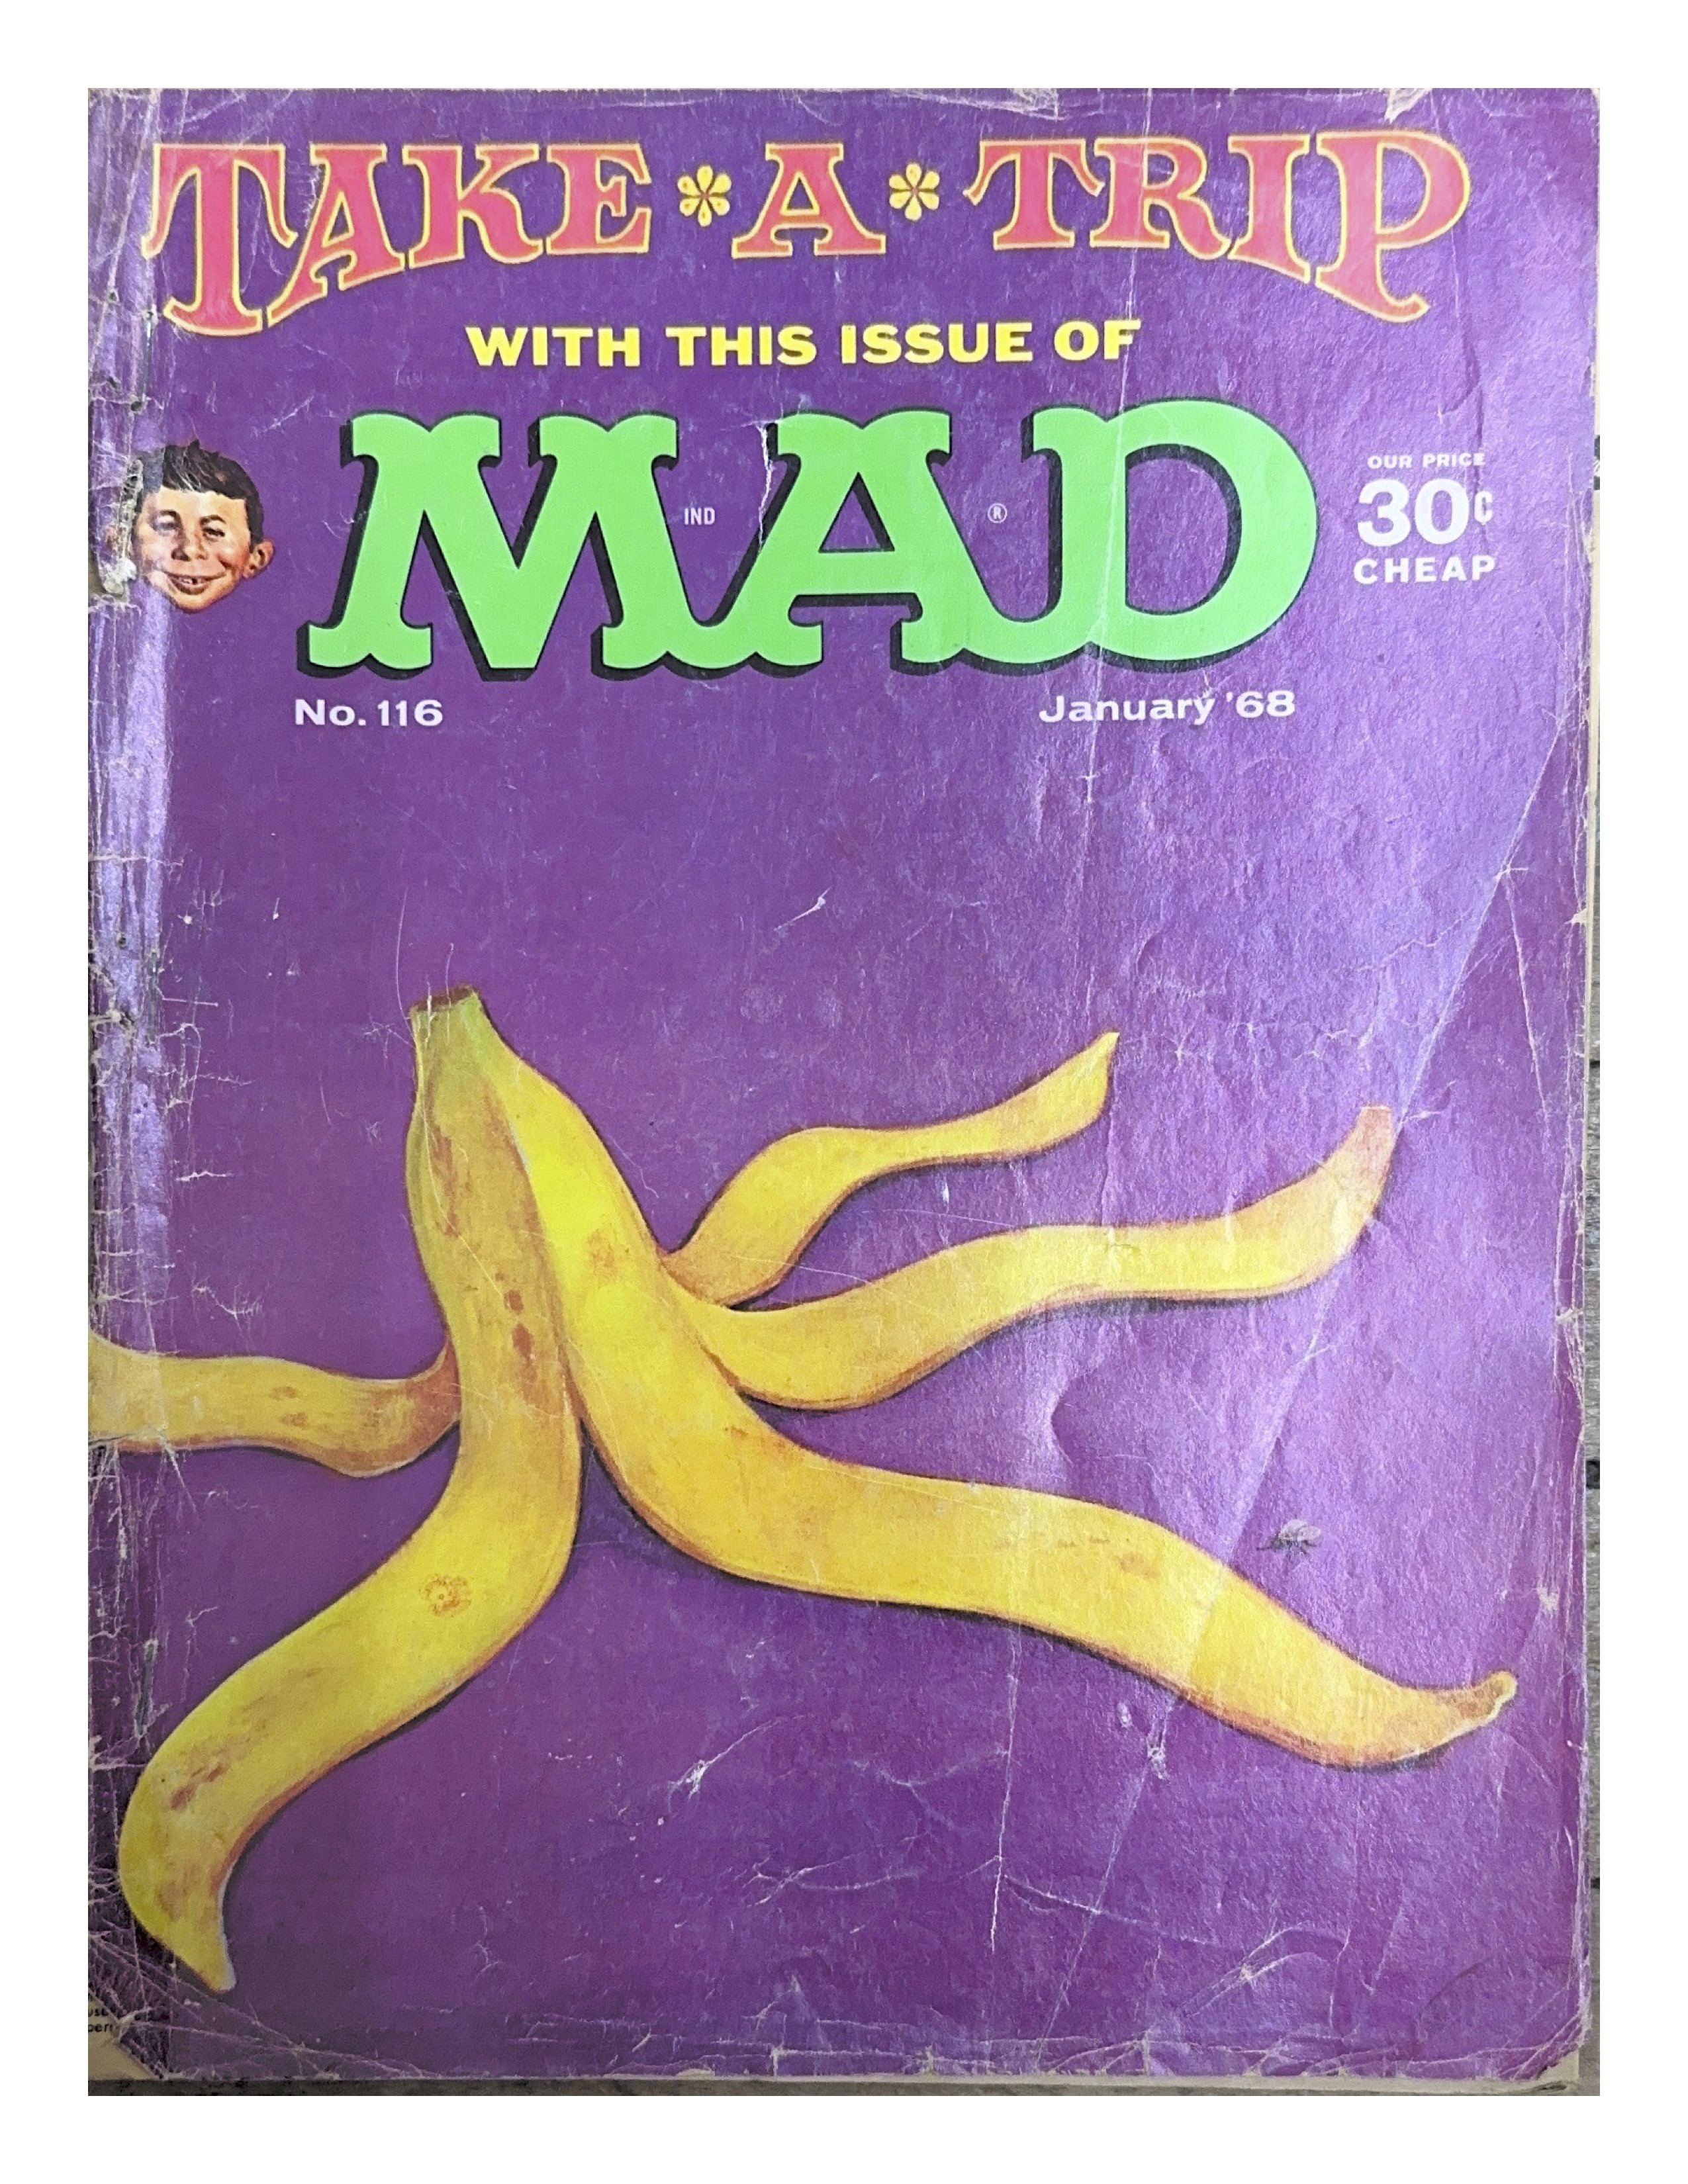 TAKE * A * TRIP
WITH THIS ISSUE OF
MAD
IND
®
OUR PRICE
30¢
CHEAP
No. 116
January '68